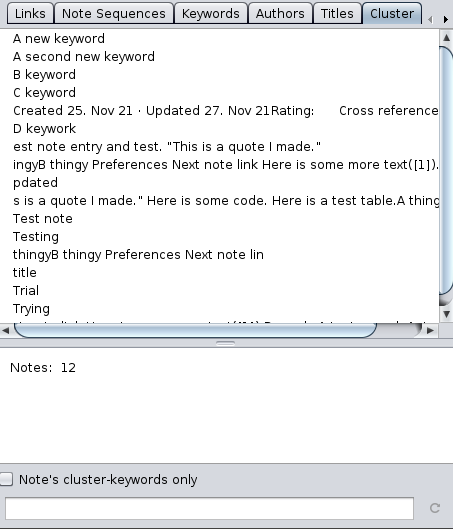 Links Note Sequences Keywords Authors Titles Cluster
A new keyword
A second new keyword
B keyword
C keyword
Created 25. Nov 21 · Updated 27. Nov 21Rating: Cross reference
D keywork
est note entry and test. "This is a quote I made."
ingyB thingy Preferences Next note link Here is some more text([1]).
pdated
s is a quote I made." Here is some code. Here is a test table.A thing
Test note
Testing
thingyB thingy Preferences Next note lin
title
Trial
Trying
Notes: 12
Note's cluster-keywords only